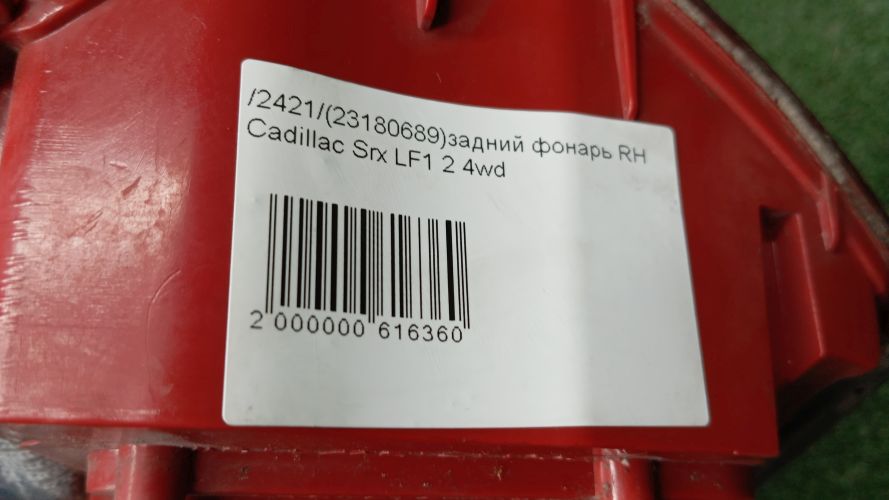 /2421/(23180689)задний фонарь RH
Cadillac Srx LF1 2 4wd
2 000000 616360